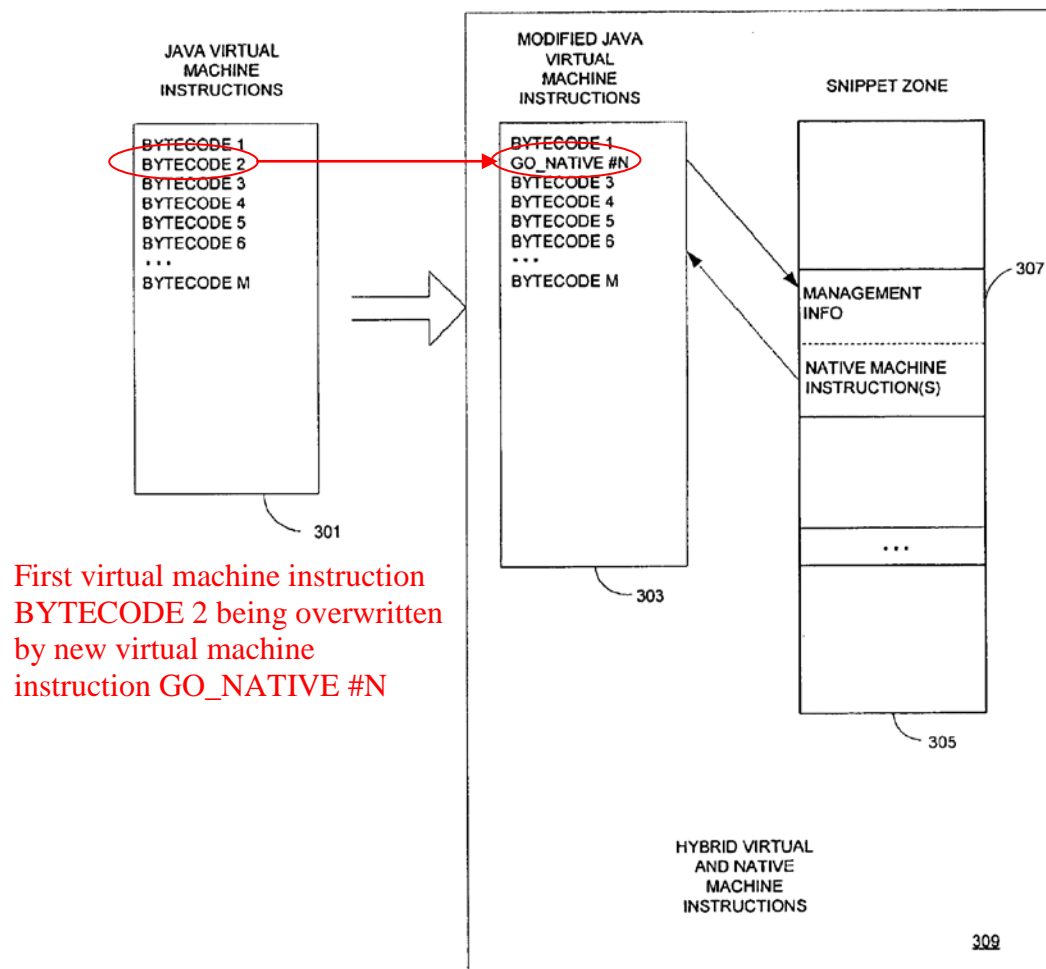 JAVA VIRTUAL
MACHINE
INSTRUCTIONS
BYTECODE 1
BYTECODE 2
BYTECODE 3
BYTECODE 4
BYTECODE 5
BYTECODE 6
...
BYTECODE M
301
First virtual machine instruction
BYTECODE 2 being overwritten
by new virtual machine
instruction GO_NATIVE #N
MODIFIED JAVA
VIRTUAL
MACHINE
INSTRUCTIONS
BYTECODE 1
GO_NATIVE #N
BYTECODE 3
BYTECODE 4
BYTECODE 5
BYTECODE 6
...
BYTECODE M
303
SNIPPET ZONE
307
MANAGEMENT
INFO
NATIVE MACHINE
INSTRUCTION(S)
...
305
HYBRID VIRTUAL
AND NATIVE
MACHINE
INSTRUCTIONS
309